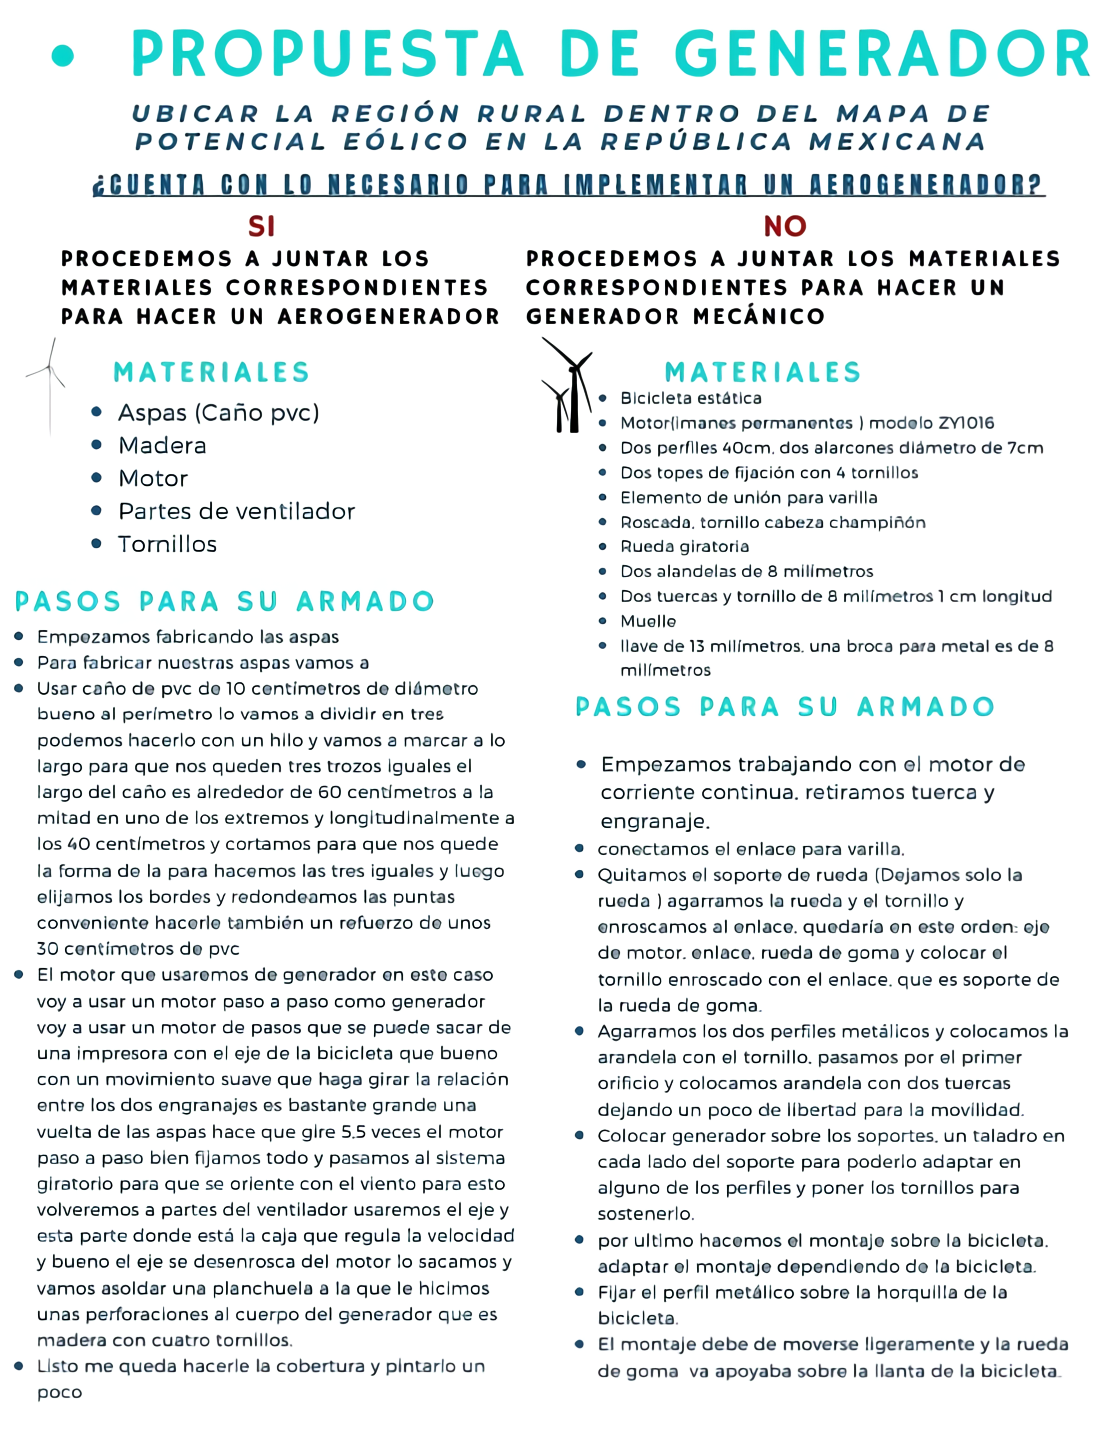 • PROPUESTA DE GENERADOR
UBICAR LA REGIÓN RURAL DENTRO DEL MAPA DE
POTENCIAL EÓLICO EN LA REPÚBLICA MEXICANA
¿CUENTA CON LO NECESARIO PARA IMPLEMENTAR UN AEROGENERADOR?
SI
PROCEDEMOS A JUNTAR LOS
MATERIALES CORRESPONDIENTES
PARA HACER UN AEROGENERADOR
MATERIALES
• Aspas (Caño pvc)
• Madera
• Motor
• Partes de ventilador
• Tornillos
PASOS PARA SU ARMADO
• Empezamos fabricando las aspas
• Para fabricar nuestras aspas vamos a
• Usar caño de pvc de 10 centímetros de diámetro
bueno al perímetro lo vamos a dividir en tres
podemos hacerlo con un hilo y vamos a marcar a lo
largo para que nos queden tres trozos iguales el
largo del caño es alrededor de 60 centímetros a la
mitad en uno de los extremos y longitudinalmente a
los 40 centímetros y cortamos para que nos quede
la forma de la para hacemos las tres iguales y luego
elijamos los bordes y redondeamos las puntas
conveniente hacerle también un refuerzo de unos
30 centímetros de pvc
• El motor que usaremos de generador en este caso
voy a usar un motor paso a paso como generador
voy a usar un motor de pasos que se puede sacar de
una impresora con el eje de la bicicleta que bueno
con un movimiento suave que haga girar la relación
entre los dos engranajes es bastante grande una
vuelta de las aspas hace que gire 5.5 veces el motor
paso a paso bien fijamos todo y pasamos al sistema
giratorio para que se oriente con el viento para esto
volveremos a partes del ventilador usaremos el eje y
esta parte donde está la caja que regula la velocidad
y bueno el eje se desenrosca del motor lo sacamos y
vamos asoldar una planchuela a la que le hicimos
unas perforaciones al cuerpo del generador que es
madera con cuatro tornillos.
• Listo me queda hacerle la cobertura y pintarlo un
poco
NO
PROCEDEMOS A JUNTAR LOS MATERIALES
CORRESPONDIENTES PARA HACER UN
GENERADOR MECÁNICO
MATERIALES
• Bicicleta estática
• Motor(imanes permanentes ) modelo ZY1016
• Dos perfiles 40cm, dos alarcones diámetro de 7cm
• Dos topes de fijación con 4 tornillos
• Elemento de unión para varilla
• Roscada, tornillo cabeza champiñón
• Rueda giratoria
• Dos alandelas de 8 milímetros
• Dos tuercas y tornillo de 8 milímetros 1 cm longitud
• Muelle
• llave de 13 milímetros, una broca para metal es de 8
milímetros
PASOS PARA SU ARMADO
• Empezamos trabajando con el motor de
corriente continua, retiramos tuerca y
engranaje.
• conectamos el enlace para varilla.
• Quitamos el soporte de rueda (Dejamos solo la
rueda ) agarramos la rueda y el tornillo y
enroscamos al enlace, quedaría en este orden: eje
de motor, enlace, rueda de goma y colocar el
tornillo enroscado con el enlace, que es soporte de
la rueda de goma.
• Agarramos los dos perfiles metálicos y colocamos la
arandela con el tornillo, pasamos por el primer
orificio y colocamos arandela con dos tuercas
dejando un poco de libertad para la movilidad.
• Colocar generador sobre los soportes, un taladro en
cada lado del soporte para poderlo adaptar en
alguno de los perfiles y poner los tornillos para
sostenerlo.
• por ultimo hacemos el montaje sobre la bicicleta,
adaptar el montaje dependiendo de la bicicleta.
• Fijar el perfil metálico sobre la horquilla de la
bicicleta.
• El montaje debe de moverse ligeramente y la rueda
de goma va apoyaba sobre la llanta de la bicicleta.